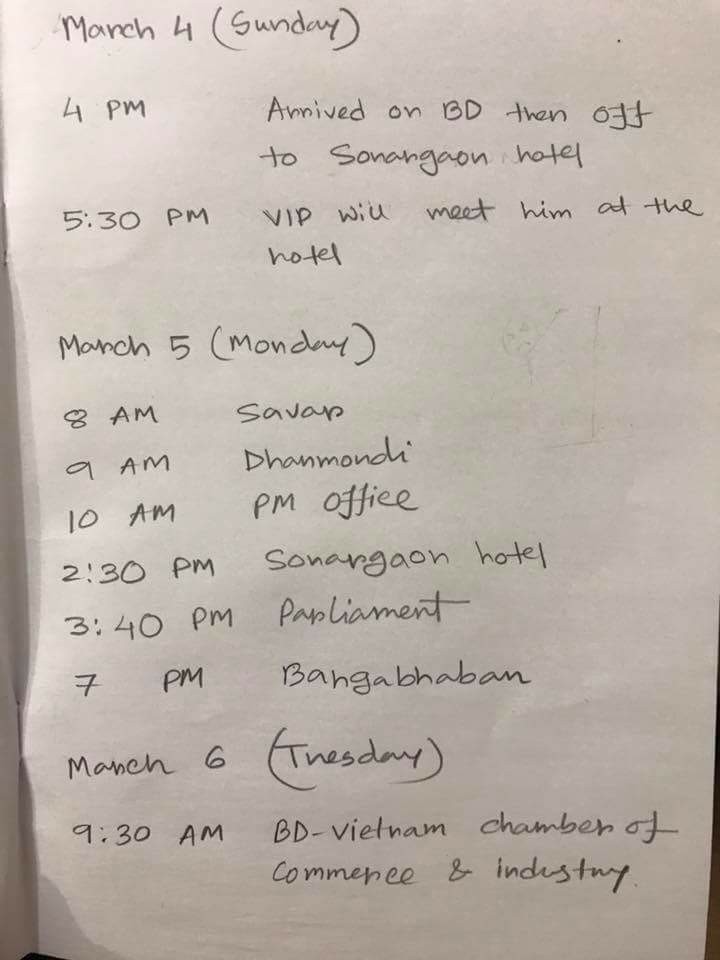 March 4 (Sunday)
4 PM Arrived on BD then off
to Sonargaon hotel
5:30 PM VIP will meet him at the
hotel
March 5 (Monday)
8 AM Savar
9 AM Dhanmondi
10 AM PM office
2:30 PM Sonargaon hotel
3:40 PM Parliament
7 PM Bangabhaban
March 6 (Tuesday)
9:30 AM BD-Vietnam chamber of
Commerce & industry.